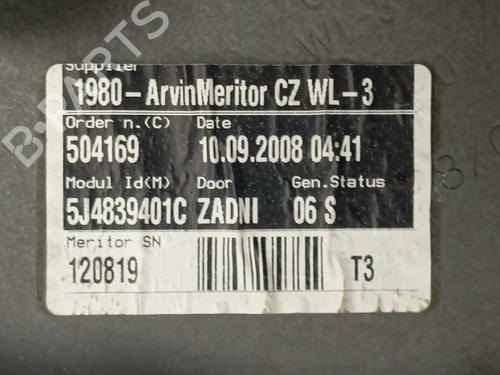 Supplier
1980-ArvinMeritor CZ WL-3
Order n.(C) Date
504169 10.09.2008 04:41
Modul Id(M) Door Gen.Status
5J4839401C ZADNI 06 S
Meritor SN
120819 T3
B-PARTS